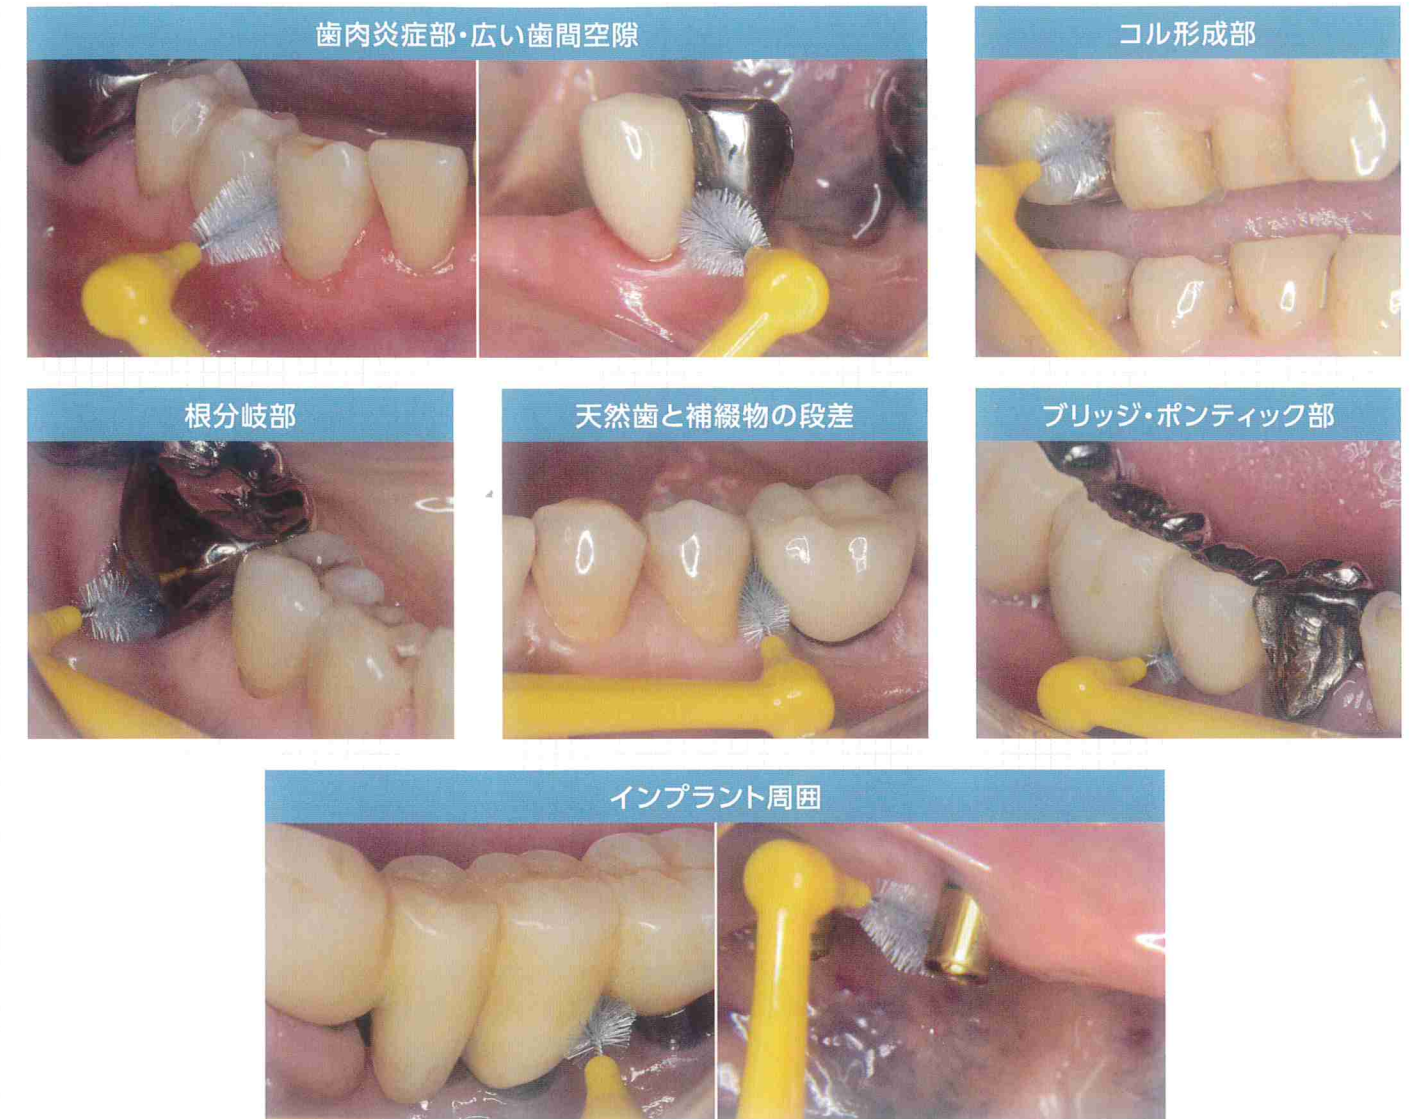 歯肉炎症部・広い歯間空隙
コル形成部
根分岐部
天然歯と補綴物の段差
ブリッジ・ポンティック部
インプラント周囲